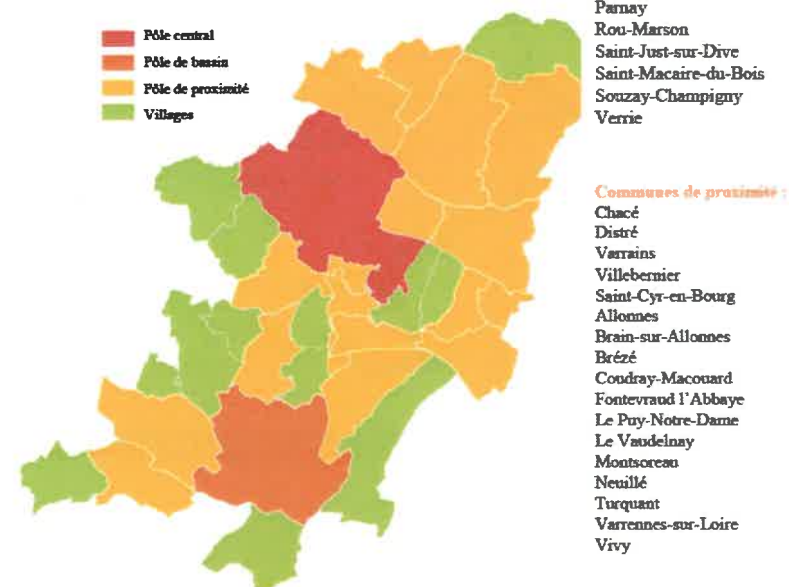 Pôle central
Pôle de bassin
Pôle de proximité
Villages
Parnay
Rou-Marson
Saint-Just-sur-Dive
Saint-Macaire-du-Bois
Souzay-Champigny
Verrie
Communes de proximité :
Chacé
Distré
Varrains
Villebernier
Saint-Cyr-en-Bourg
Allonnes
Brain-sur-Allonnes
Brézé
Coudray-Macouard
Fontevraud l'Abbaye
Le Puy-Notre-Dame
Le Vaudelnay
Montsoreau
Neuillé
Turquant
Varrennes-sur-Loire
Vivy